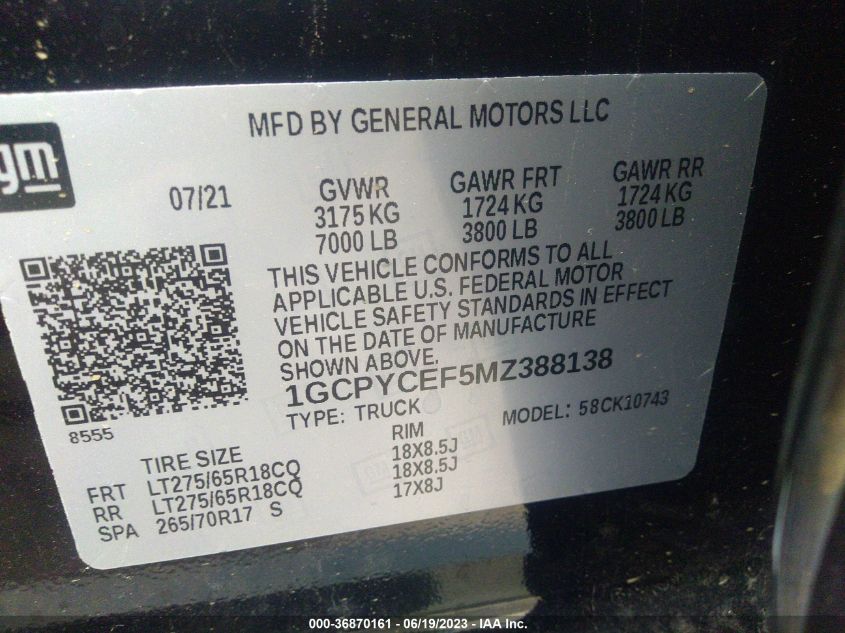 MFD BY GENERAL MOTORS LLC
gm
07/21
GVWR GAWR FRT GAWR RR
3175 KG 1724 KG 1724 KG
7000 LB 3800 LB 3800 LB
THIS VEHICLE CONFORMS TO ALL
APPLICABLE U.S. FEDERAL MOTOR
VEHICLE SAFETY STANDARDS IN EFFECT
ON THE DATE OF MANUFACTURE
SHOWN ABOVE.
1GCPYCEF5MZ388138
TYPE: TRUCK MODEL: 58CK10743
8555
TIRE SIZE RIM
FRT LT275/65R18CQ 18X8.5J
RR LT275/65R18CQ 18X8.5J
SPA 265/70R17 S 17X8J
000-36870161 - 06/19/2023 - IAA Inc.